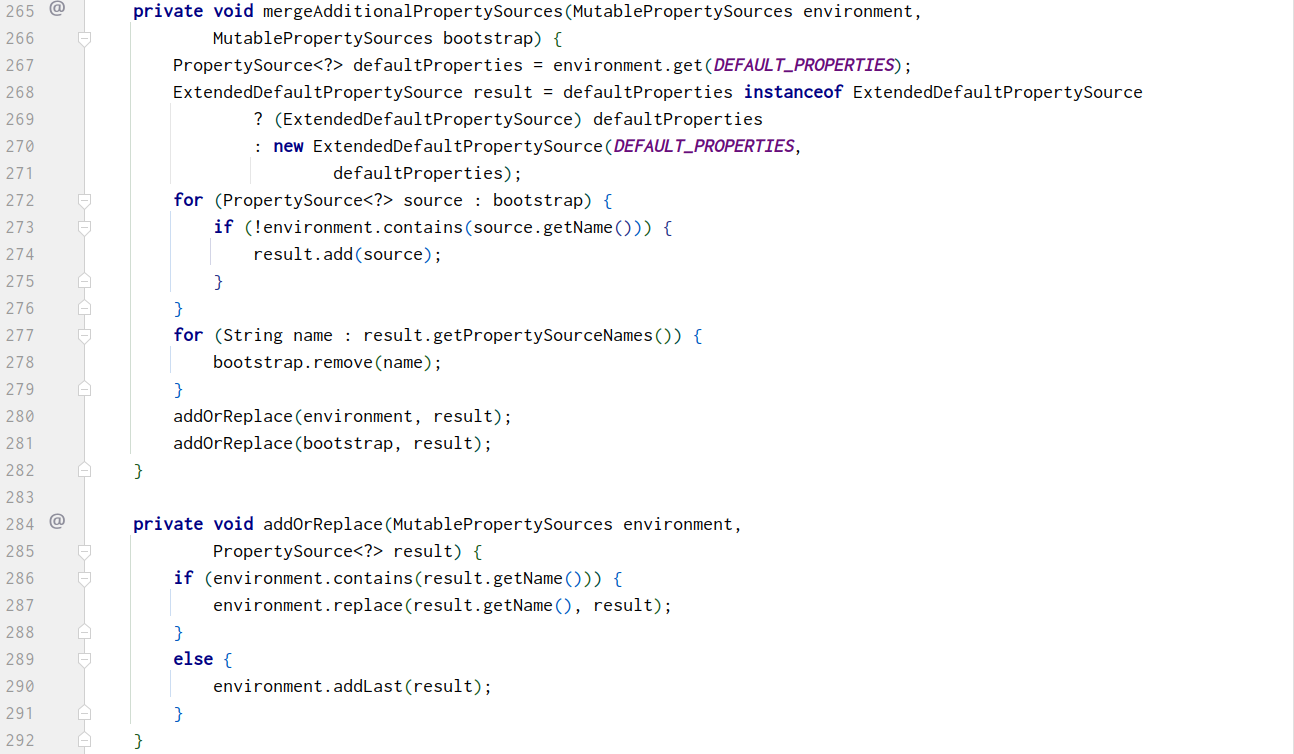 265 @ private void mergeAdditionalPropertySources(MutablePropertySources environment,
266 MutablePropertySources bootstrap) {
267 PropertySource<?> defaultProperties = environment.get(DEFAULT_PROPERTIES);
268 ExtendedDefaultPropertySource result = defaultProperties instanceof ExtendedDefaultPropertySource
269 ? (ExtendedDefaultPropertySource) defaultProperties
270 : new ExtendedDefaultPropertySource(DEFAULT_PROPERTIES,
271 defaultProperties);
272 for (PropertySource<?> source : bootstrap) {
273 if (!environment.contains(source.getName())) {
274 result.add(source);
275 }
276 }
277 for (String name : result.getPropertySourceNames()) {
278 bootstrap.remove(name);
279 }
280 addOrReplace(environment, result);
281 addOrReplace(bootstrap, result);
282 }
283
284 @ private void addOrReplace(MutablePropertySources environment,
285 PropertySource<?> result) {
286 if (environment.contains(result.getName())) {
287 environment.replace(result.getName(), result);
288 }
289 else {
290 environment.addLast(result);
291 }
292 }